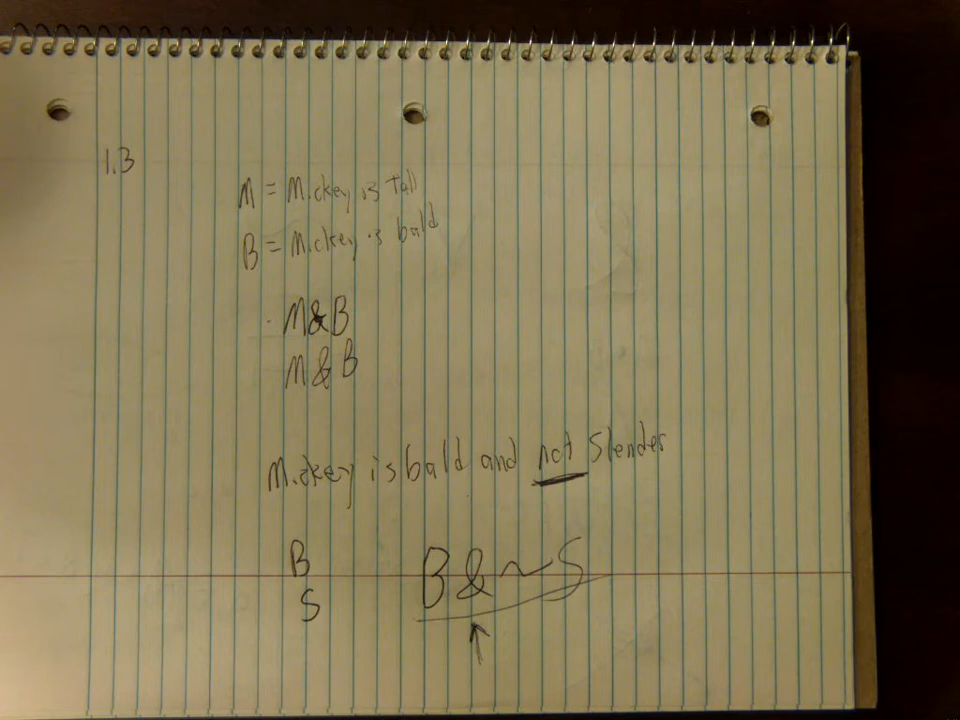 1.3
M = Mickey is Tall
B = Mickey is bald
M&B
M&B
Mickey is bald and not Slender
B
S
B&~S